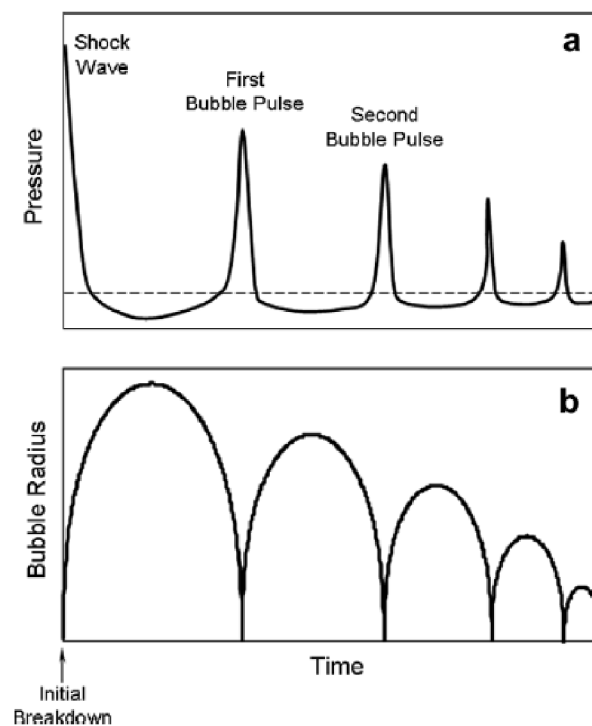 a
Shock
Wave
First
Bubble Pulse
Second
Bubble Pulse
Pressure
b
Bubble Radius
Time
Initial
Breakdown